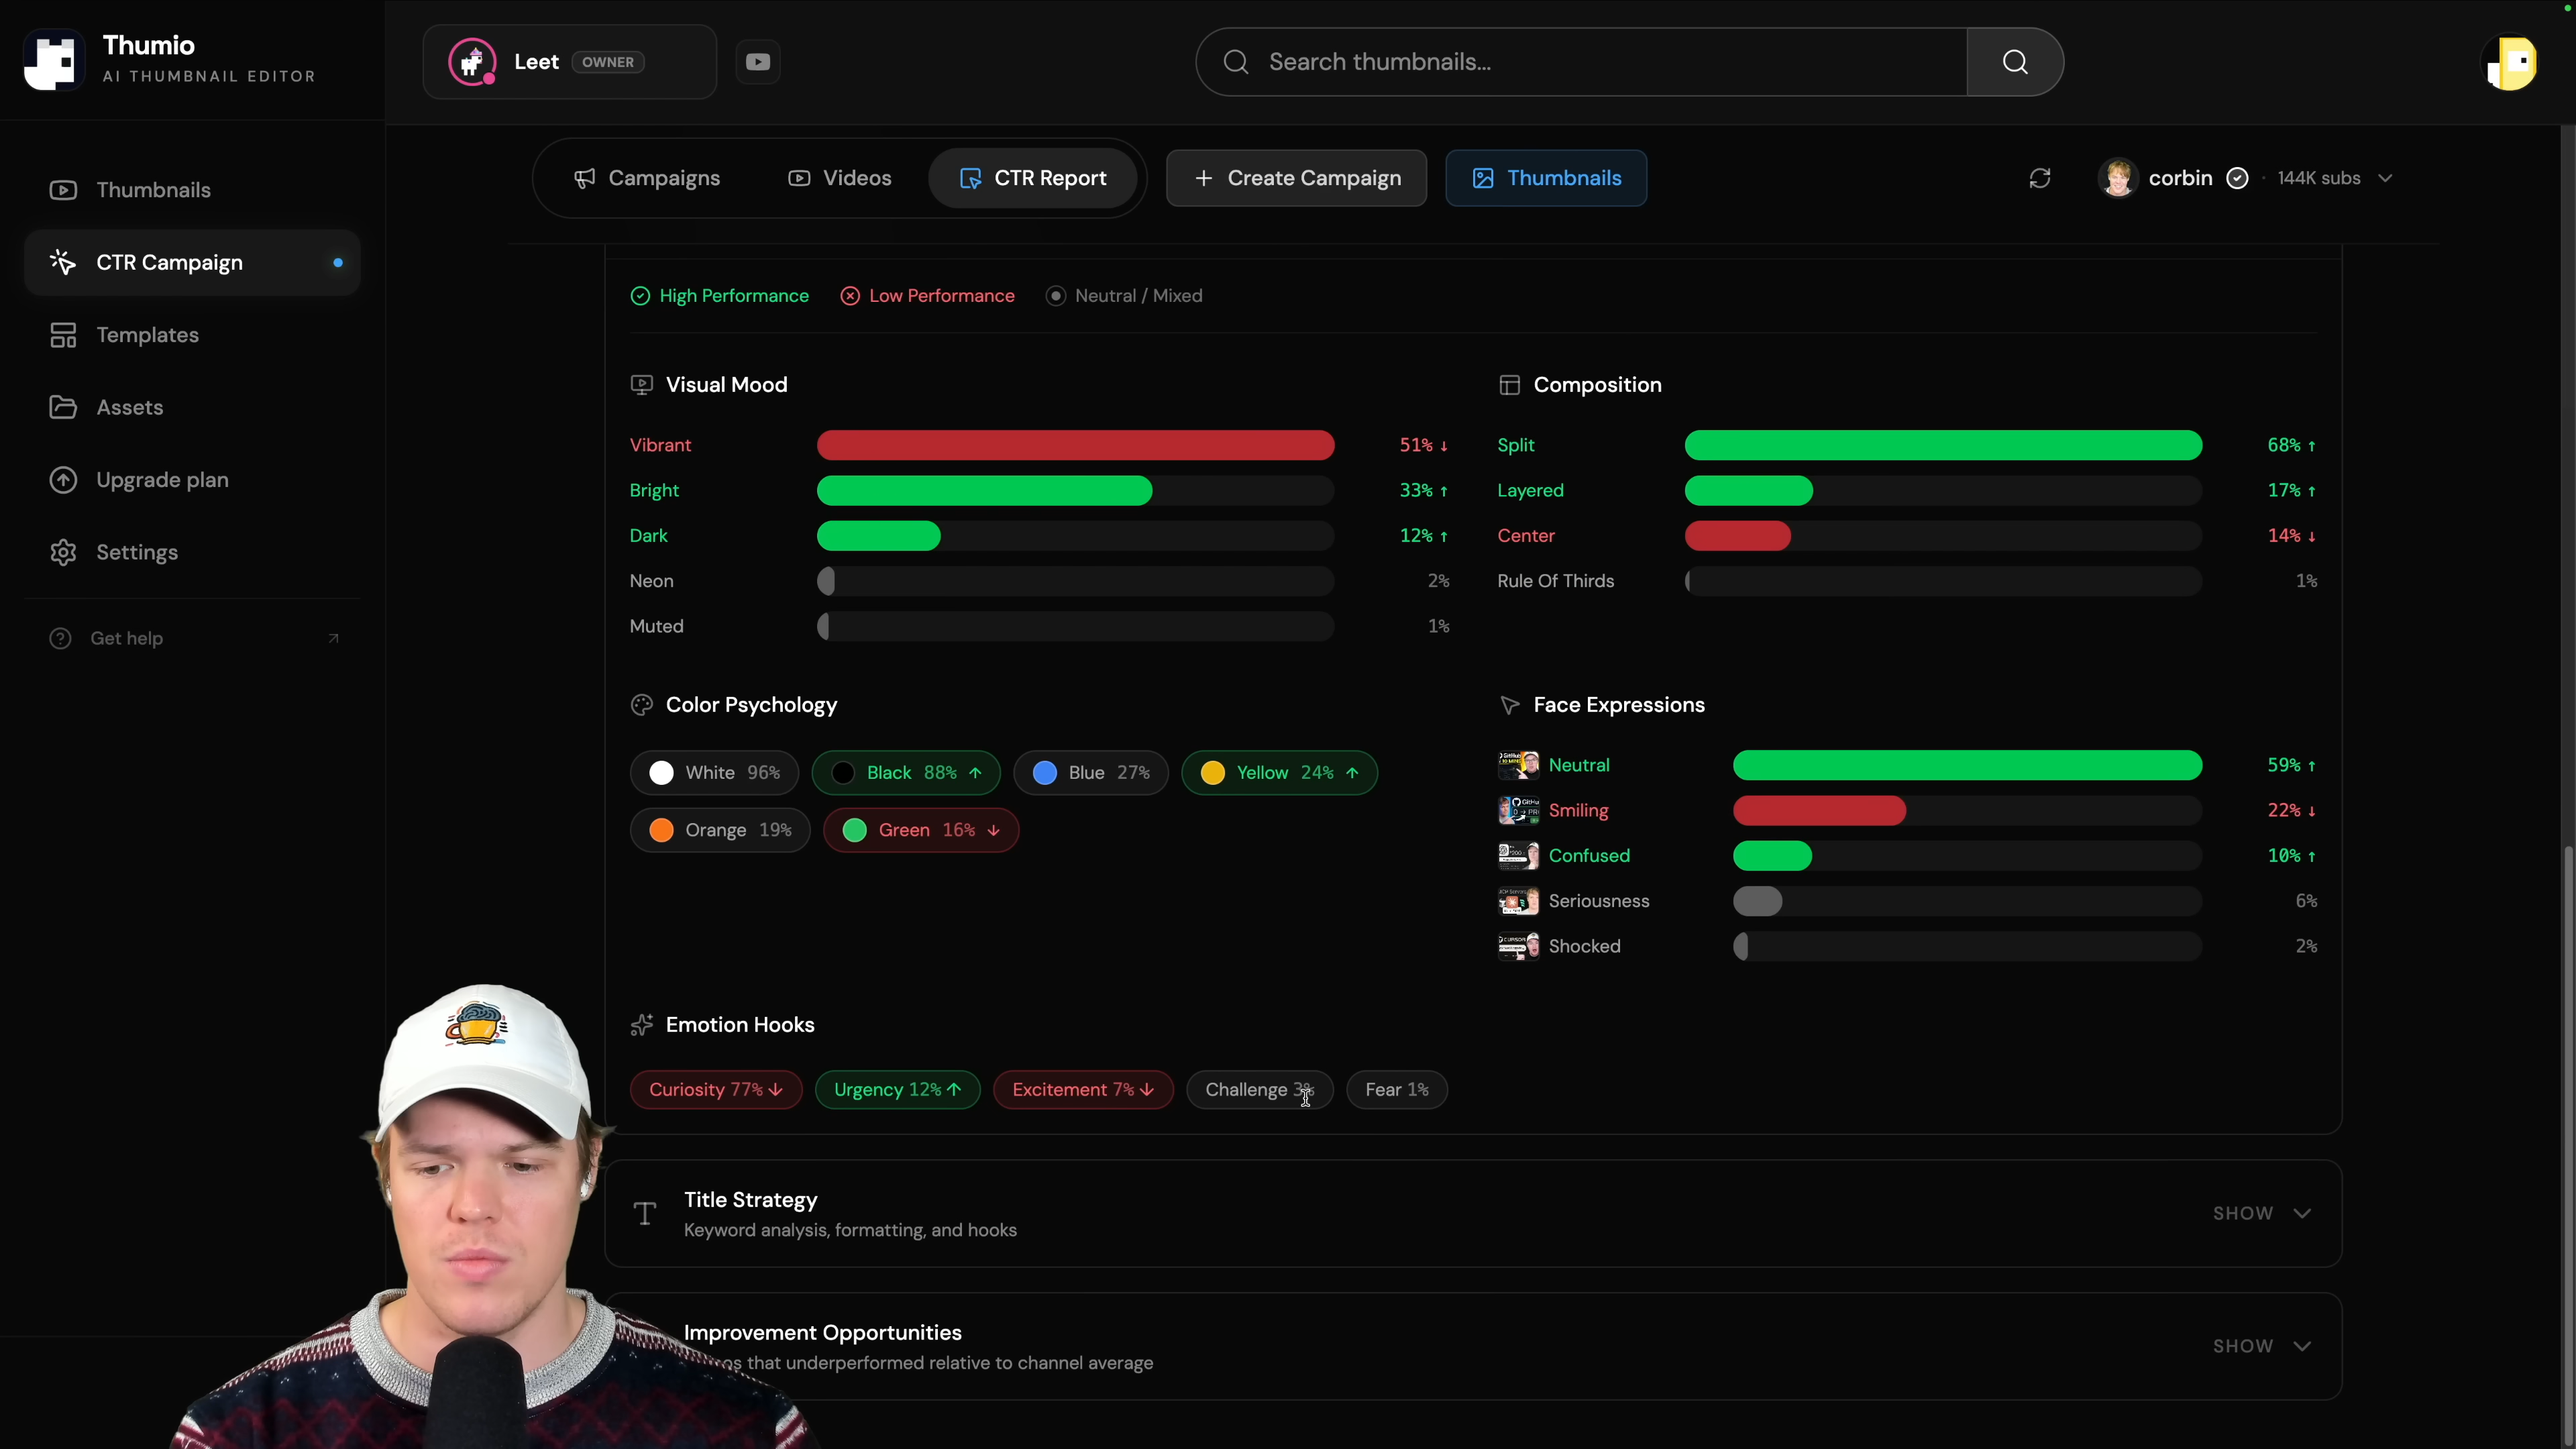 Thumio
AI THUMBNAIL EDITOR
Leet OWNER
Search thumbnails...
Thumbnails
CTR Campaign
Templates
Assets
Upgrade plan
Settings
Get help
Campaigns
Videos
CTR Report
+ Create Campaign
Thumbnails
corbin · 144K subs
High Performance
Low Performance
Neutral / Mixed
Visual Mood
Vibrant 51% ↓
Bright 33% ↑
Dark 12% ↑
Neon 2%
Muted 1%
Composition
Split 68% ↑
Layered 17% ↑
Center 14% ↓
Rule Of Thirds 1%
Color Psychology
White 96%
Black 88% ↑
Blue 27%
Yellow 24% ↑
Orange 19%
Green 16% ↓
Face Expressions
Neutral 59% ↑
Smiling 22% ↓
Confused 10% ↑
Seriousness 6%
Shocked 2%
Emotion Hooks
Curiosity 77% ↓
Urgency 12% ↑
Excitement 7% ↓
Challenge 3%
Fear 1%
Title Strategy
Keyword analysis, formatting, and hooks
SHOW
Improvement Opportunities
that underperformed relative to channel average
SHOW